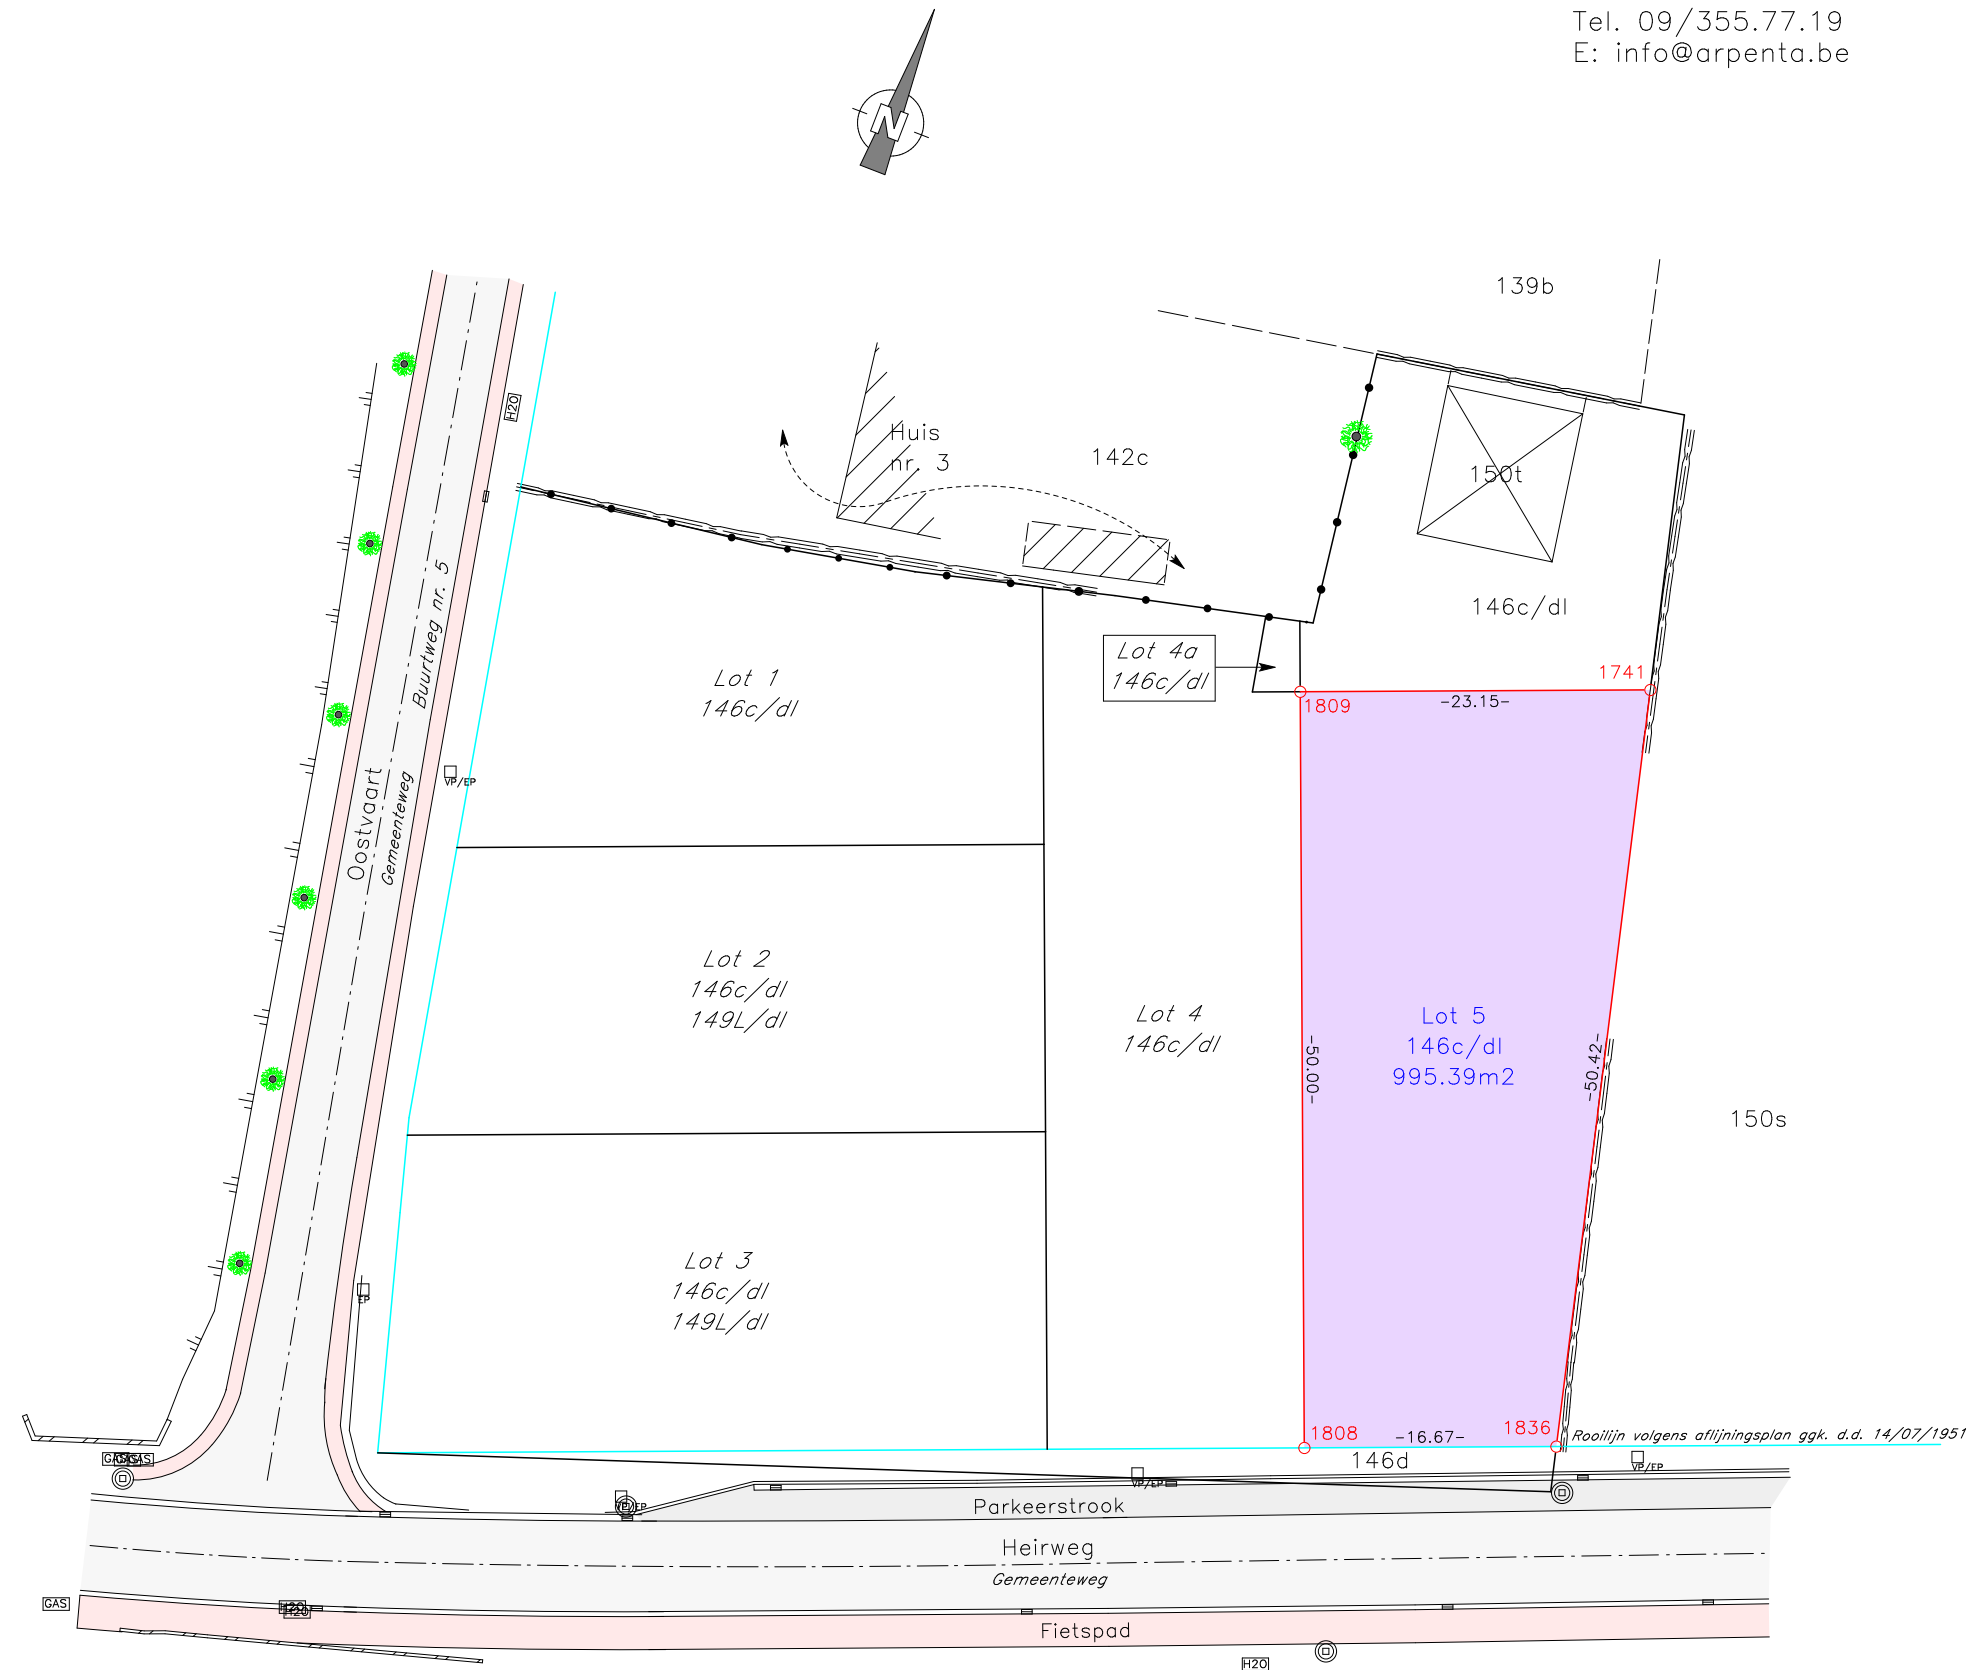 Tel. 09/355.77.19
E: info@arpenta.be
N
139b
H2O
Huis
nr. 3
142c
150t
146c/dl
Buurtweg nr. 5
Lot 4a
146c/dl
1741
Lot 1
146c/dl
1809
-23.15-
VP/EP
Oostvaart
Gemeenteweg
Lot 2
146c/dl
149L/dl
Lot 4
146c/dl
Lot 5
146c/dl
995.39m2
-50.00-
-50.42-
150s
Lot 3
146c/dl
149L/dl
EP
1808
-16.67-
1836
Rooilijn volgens aflijningsplan ggk. d.d. 14/07/1951
GAS
GAS
146d
VP/EP
VP/EP
VP/EP
Parkeerstrook
Heirweg
Gemeenteweg
GAS
H2O
H2O
Fietspad
H2O